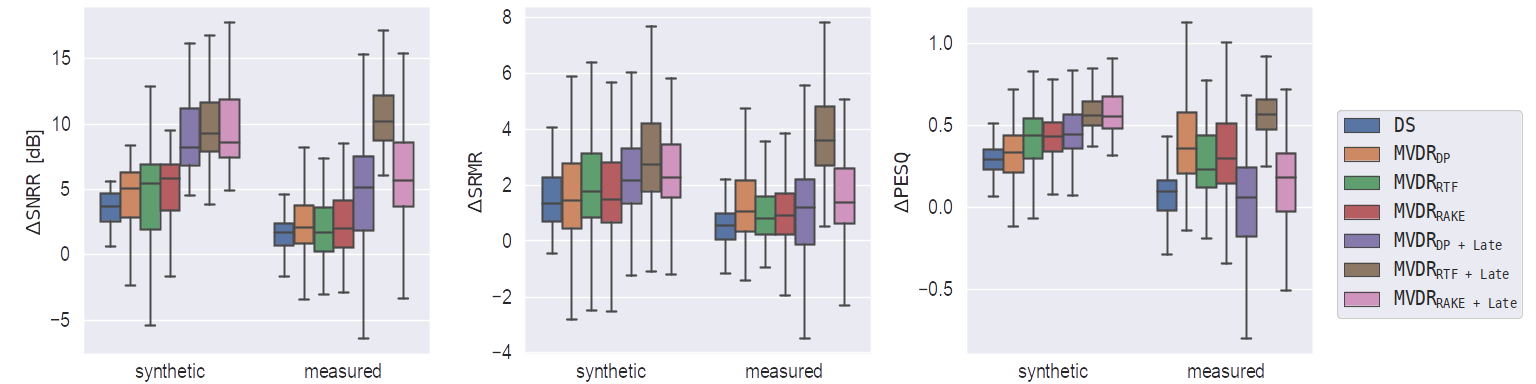 ΔSNRR [dB]
15
10
5
0
−5
synthetic measured
ΔSRMR
8
6
4
2
0
−2
−4
synthetic measured
ΔPESQ
1.0
0.5
0.0
−0.5
synthetic measured
DS
MVDR_DP
MVDR_RTF
MVDR_RAKE
MVDR_DP + Late
MVDR_RTF + Late
MVDR_RAKE + Late